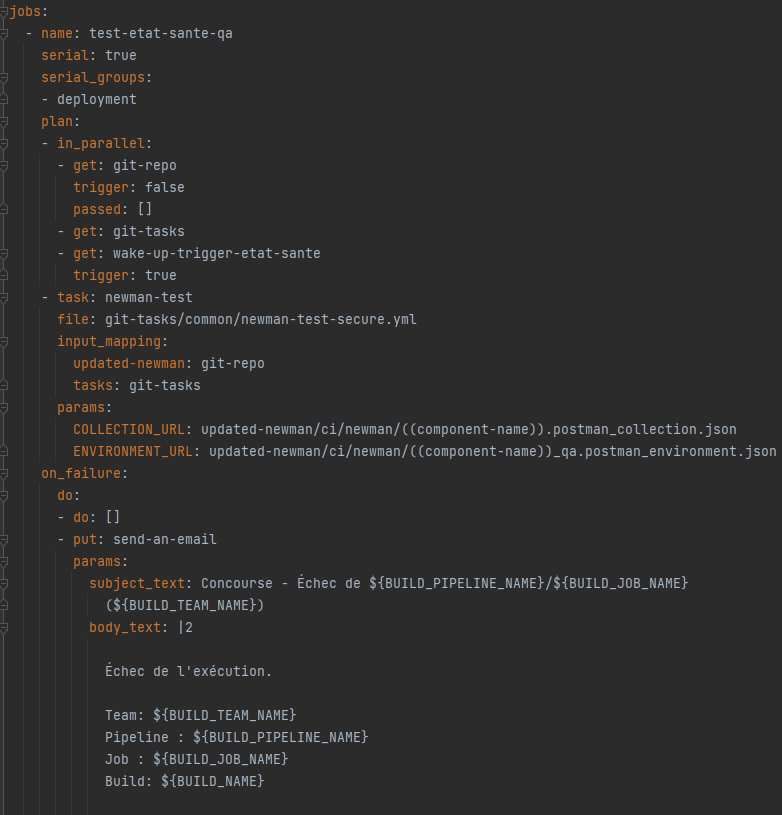 jobs:
  - name: test-etat-sante-qa
    serial: true
    serial_groups:
    - deployment
    plan:
    - in_parallel:
      - get: git-repo
        trigger: false
        passed: []
      - get: git-tasks
      - get: wake-up-trigger-etat-sante
        trigger: true
    - task: newman-test
      file: git-tasks/common/newman-test-secure.yml
      input_mapping:
        updated-newman: git-repo
        tasks: git-tasks
      params:
        COLLECTION_URL: updated-newman/ci/newman/((component-name)).postman_collection.json
        ENVIRONMENT_URL: updated-newman/ci/newman/((component-name))_qa.postman_environment.json
    on_failure:
      do:
      - do: []
      - put: send-an-email
        params:
          subject_text: Concourse - Échec de ${BUILD_PIPELINE_NAME}/${BUILD_JOB_NAME}
            (${BUILD_TEAM_NAME})
          body_text: |2

            Échec de l'exécution.

            Team: ${BUILD_TEAM_NAME}
            Pipeline : ${BUILD_PIPELINE_NAME}
            Job : ${BUILD_JOB_NAME}
            Build: ${BUILD_NAME}